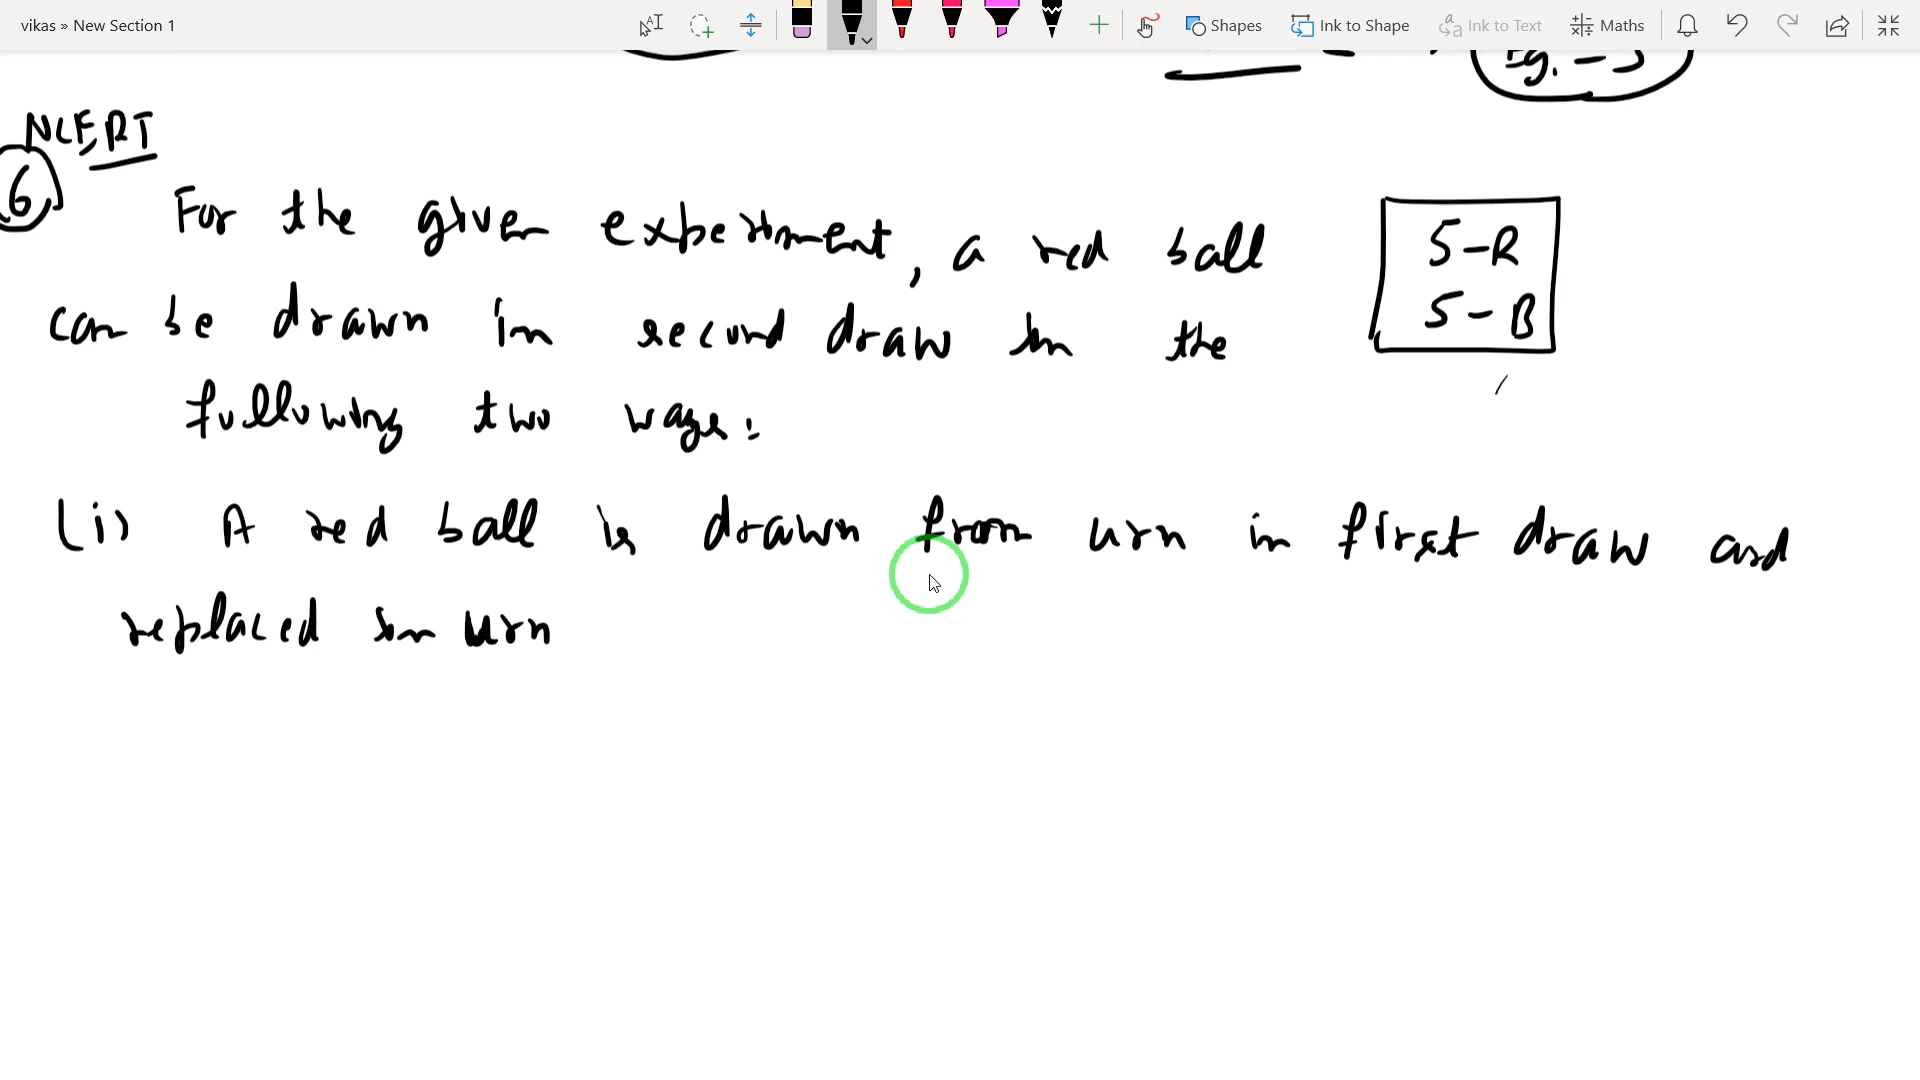 vikas » New Section 1
Shapes
Ink to Shape
Ink to Text
Maths
Eg. - 5
NCERT
6
For the given experiment, a red ball
can be drawn in second draw in the
following two ways:
(i) A red ball is drawn from urn in first draw and
replaced in urn
5-R
5-B